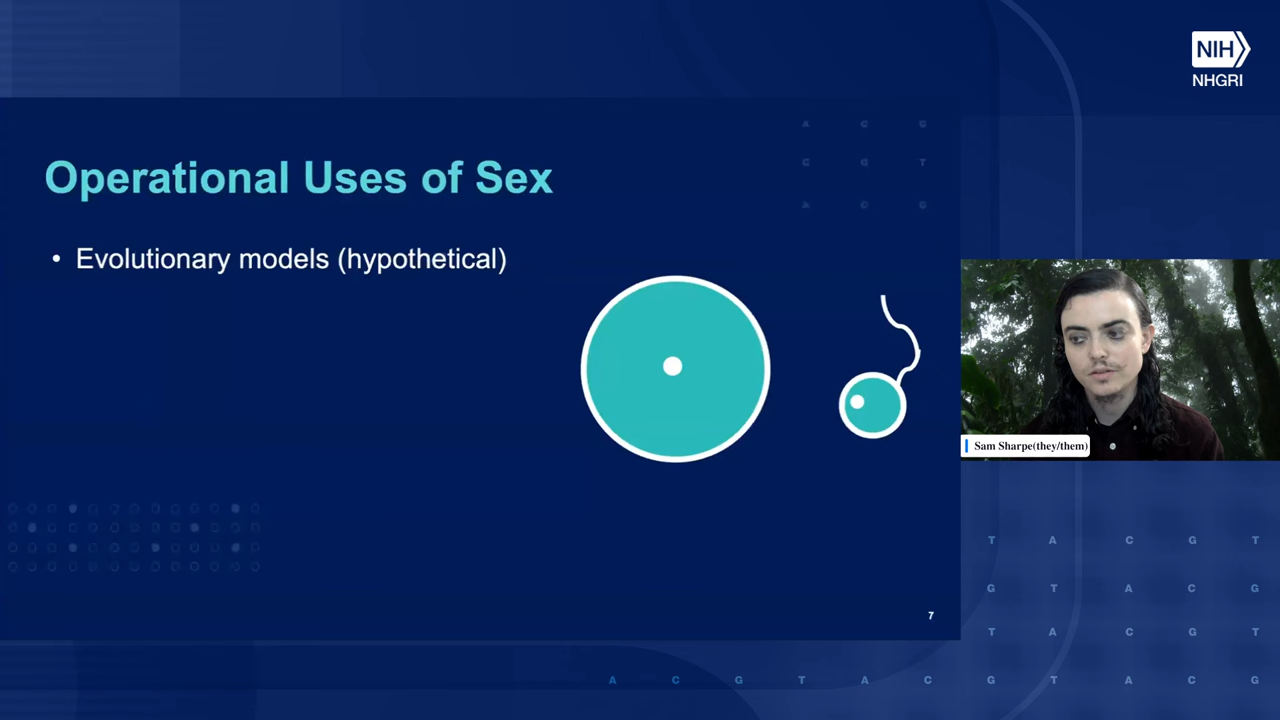 NIH
NHGRI
A C G
Operational Uses of Sex
C G T
A C G
• Evolutionary models (hypothetical)
Sam Sharpe(they/them)
T A C G T
G T A C G
7
T A C G T
A C G T A C G T A C G